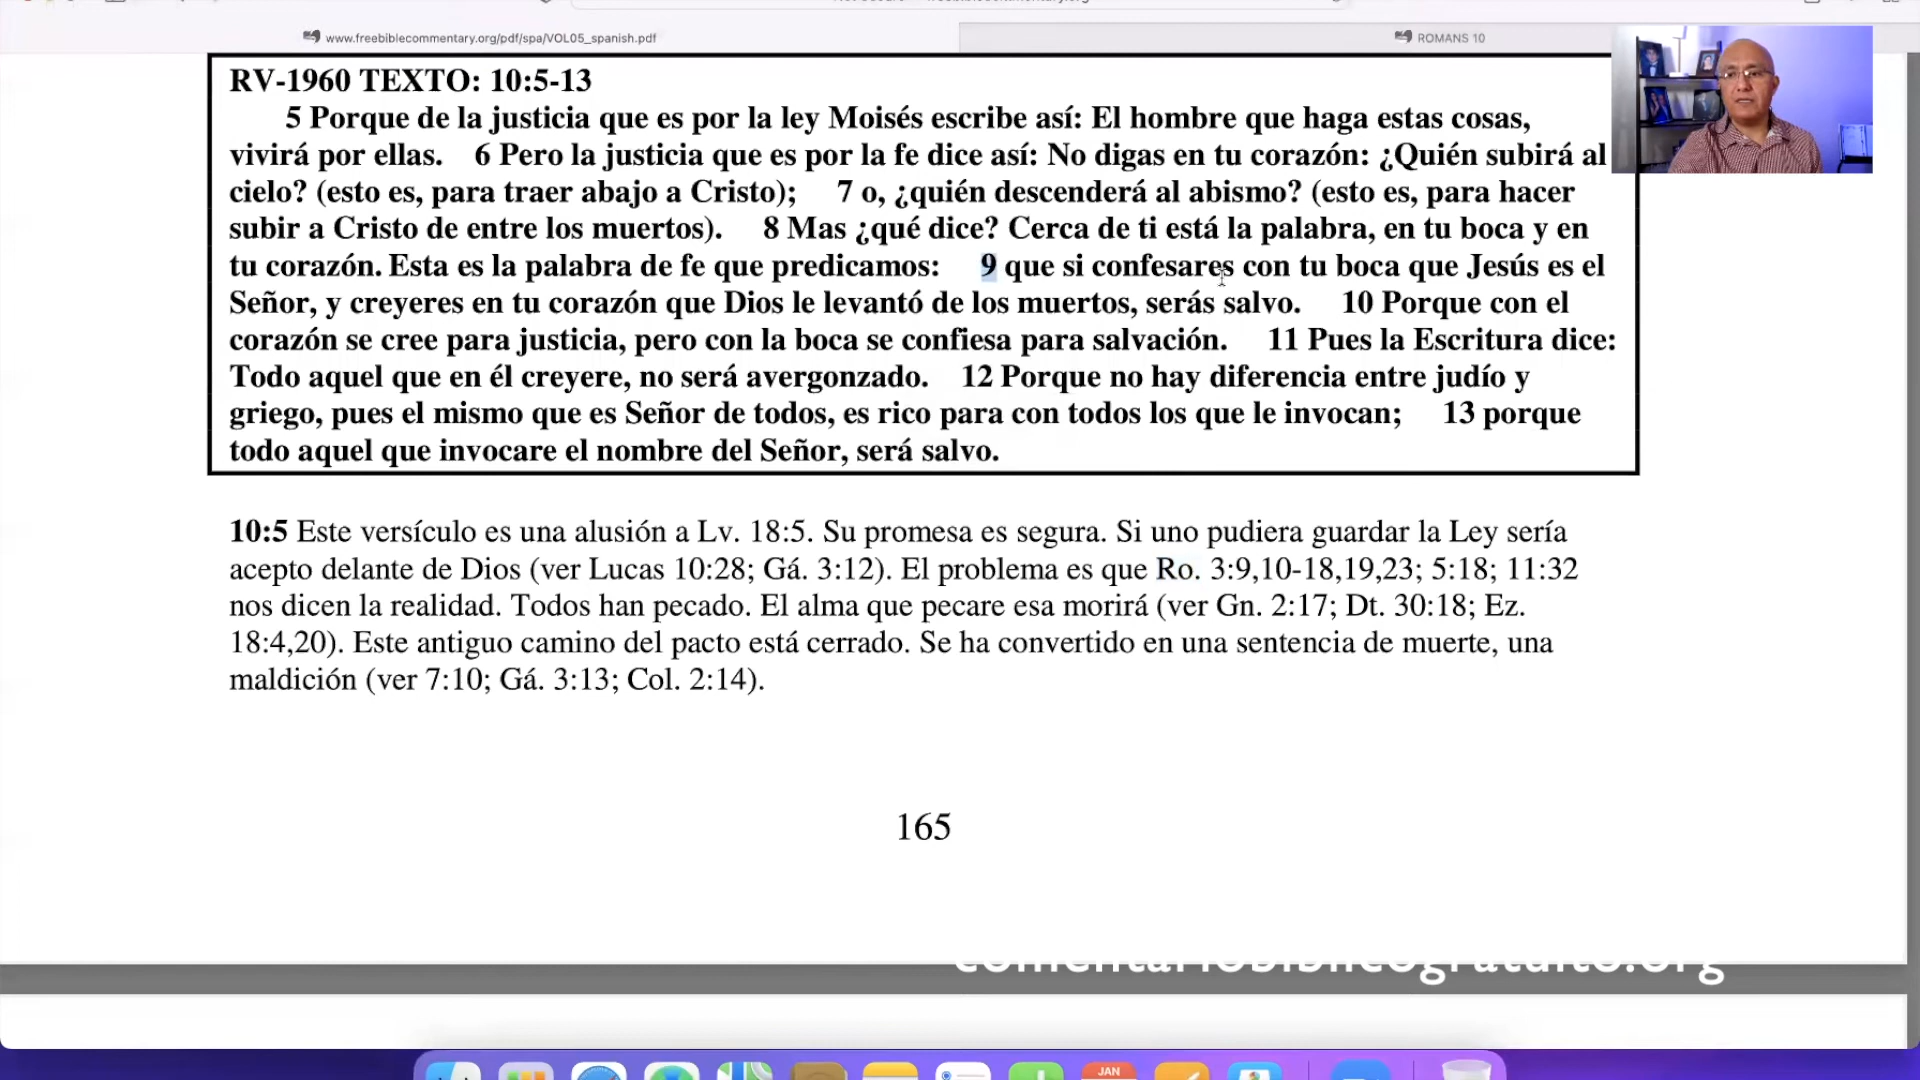 www.freebiblecommentary.org/pdf/spa/VOL05_spanish.pdf
ROMANS 10
RV-1960 TEXTO: 10:5-13
5 Porque de la justicia que es por la ley Moisés escribe así: El hombre que haga estas cosas,
vivirá por ellas. 6 Pero la justicia que es por la fe dice así: No digas en tu corazón: ¿Quién subirá al
cielo? (esto es, para traer abajo a Cristo); 7 o, ¿quién descenderá al abismo? (esto es, para hacer
subir a Cristo de entre los muertos). 8 Mas ¿qué dice? Cerca de ti está la palabra, en tu boca y en
tu corazón. Esta es la palabra de fe que predicamos: 9 que si confesares con tu boca que Jesús es el
Señor, y creyeres en tu corazón que Dios le levantó de los muertos, serás salvo. 10 Porque con el
corazón se cree para justicia, pero con la boca se confiesa para salvación. 11 Pues la Escritura dice:
Todo aquel que en él creyere, no será avergonzado. 12 Porque no hay diferencia entre judío y
griego, pues el mismo que es Señor de todos, es rico para con todos los que le invocan; 13 porque
todo aquel que invocare el nombre del Señor, será salvo.
10:5 Este versículo es una alusión a Lv. 18:5. Su promesa es segura. Si uno pudiera guardar la Ley sería
acepto delante de Dios (ver Lucas 10:28; Gá. 3:12). El problema es que Ro. 3:9,10-18,19,23; 5:18; 11:32
nos dicen la realidad. Todos han pecado. El alma que pecare esa morirá (ver Gn. 2:17; Dt. 30:18; Ez.
18:4,20). Este antiguo camino del pacto está cerrado. Se ha convertido en una sentencia de muerte, una
maldición (ver 7:10; Gá. 3:13; Col. 2:14).
165
comentariobiblicogratuito.org
JAN